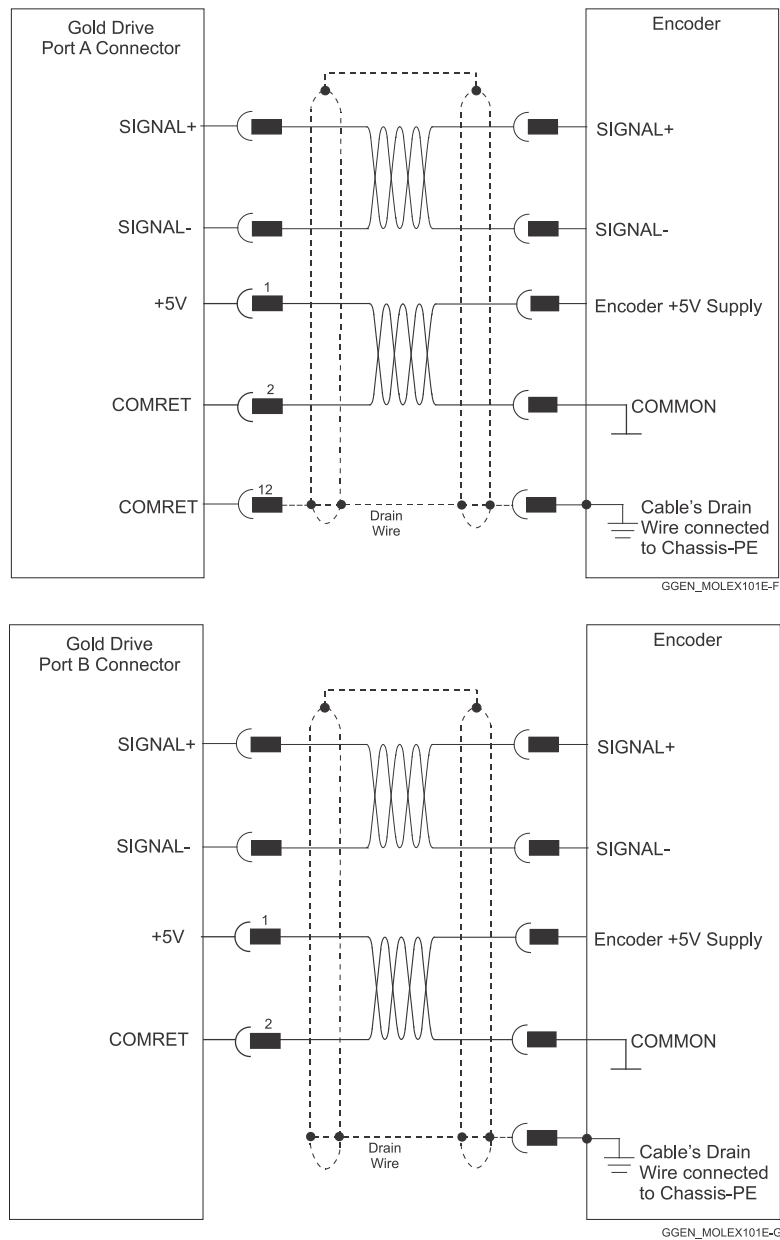 Gold Drive
Port A Connector
Encoder
SIGNAL+
SIGNAL+
SIGNAL-
SIGNAL-
+5V
1
Encoder +5V Supply
COMRET
2
COMMON
COMRET
12
Drain
Wire
Cable's Drain
Wire connected
to Chassis-PE
GGEN_MOLEX101E-F
Gold Drive
Port B Connector
Encoder
SIGNAL+
SIGNAL+
SIGNAL-
SIGNAL-
+5V
1
Encoder +5V Supply
COMRET
2
COMMON
Drain
Wire
Cable's Drain
Wire connected
to Chassis-PE
GGEN_MOLEX101E-G